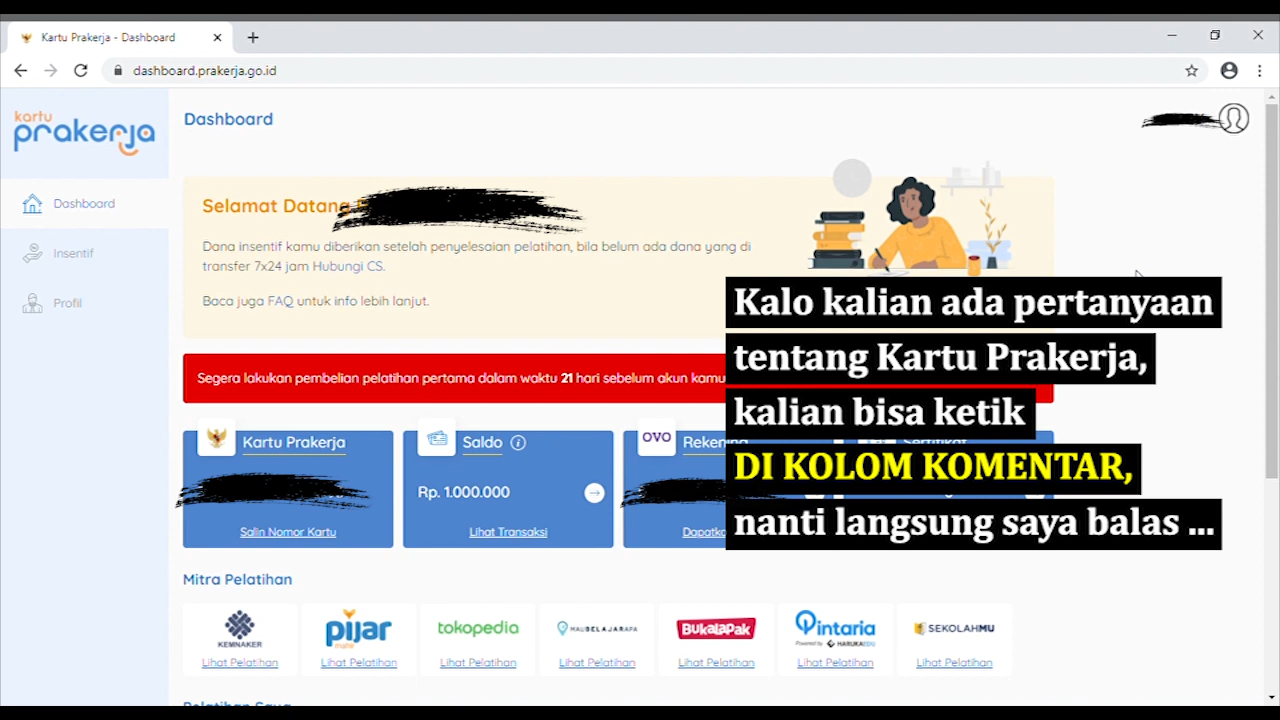 Kartu Prakerja - Dashboard
dashboard.prakerja.go.id
kartu
prakerja
Dashboard
Dashboard
Insentif
Profil
Selamat Datang
Dana insentif kamu diberikan setelah penyelesaian pelatihan, bila belum ada dana yang di
transfer 7x24 jam Hubungi CS.
Baca juga FAQ untuk info lebih lanjut.
Segera lakukan pembelian pelatihan pertama dalam waktu 21 hari sebelum akun kamu
Kartu Prakerja
Salin Nomor Kartu
Saldo
Rp. 1.000.000
Lihat Transaksi
OVO
Kalo kalian ada pertanyaan
tentang Kartu Prakerja,
kalian bisa ketik
DI KOLOM KOMENTAR,
nanti langsung saya balas ...
Mitra Pelatihan
KEMNAKER
Lihat Pelatihan
pijar
mahir
Lihat Pelatihan
tokopedia
Lihat Pelatihan
MAUBELAJARAPA
Lihat Pelatihan
BukaLapak
Lihat Pelatihan
Pintaria
Powered by HARUKAEDU
Lihat Pelatihan
SEKOLAHMU
Lihat Pelatihan